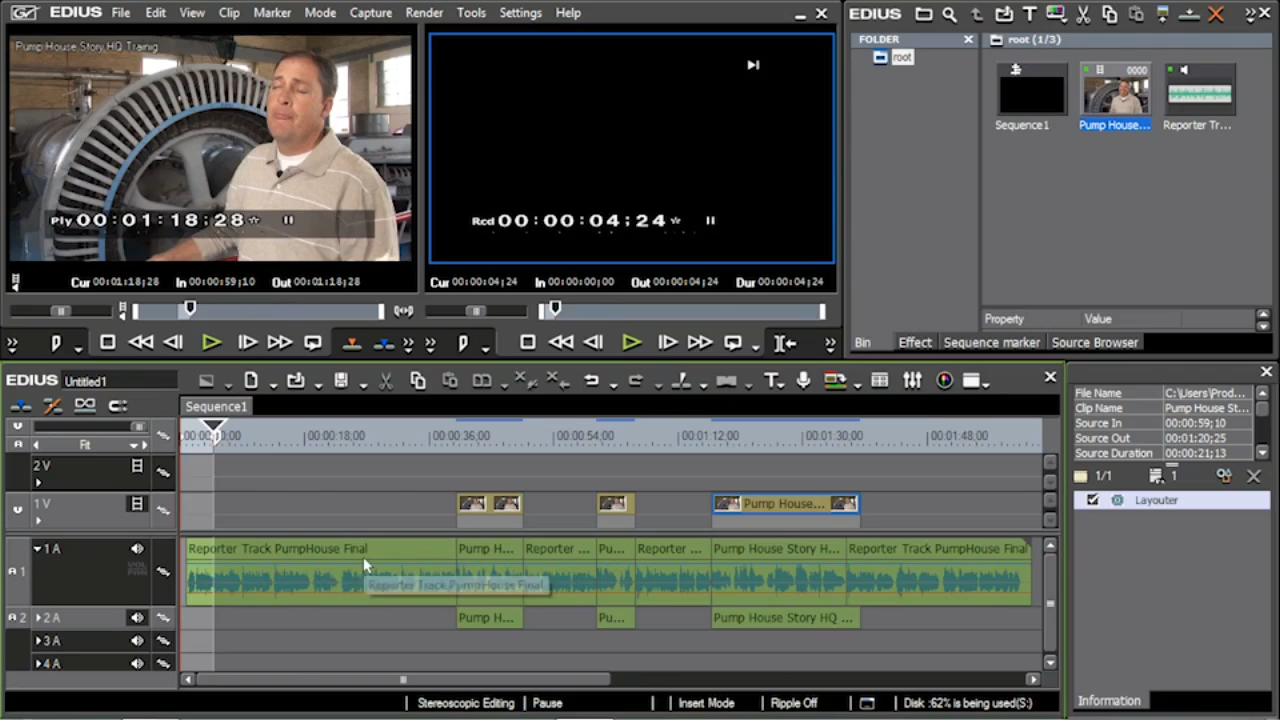 EDIUS File Edit View Clip Marker Mode Capture Render Tools Settings Help
Pump House Story HQ Trainig
Ply 00:01:18;28
Cur 00:01:18;28 In 00:00:59;10 Out 00:01:18;28
Rcd 00:00:04;24
Cur 00:00:04;24 In 00:00:00;00 Out 00:00:04;24 Dur 00:00:04;24
EDIUS
FOLDER
root
root (1/3)
0000
Sequence1 Pump House... Reporter Tr...
Property Value
Bin Effect Sequence marker Source Browser
EDIUS Untitled1
Sequence1
Fit
00:00:18;00 00:00:36;00 00:00:54;00 00:01:12;00 00:01:30;00 00:01:48;00
2 V
1 V Pump House...
1 A Reporter Track PumpHouse Final Pump H... Reporter ... Pu... Reporter ... Pump House Story H... Reporter Track PumpHouse Final
VOL
PAN
A 1
Reporter Track PumpHouse Final
A 2 2 A Pump H... Pu... Pump House Story HQ ...
3 A
4 A
Stereoscopic Editing Pause Insert Mode Ripple Off Disk :62% is being used(S:)
File Name C:\Users\Prod...
Clip Name Pump House St...
Source In 00:00:59;10
Source Out 00:01:20;25
Source Duration 00:00:21;13
1/1 1
Layouter
Information